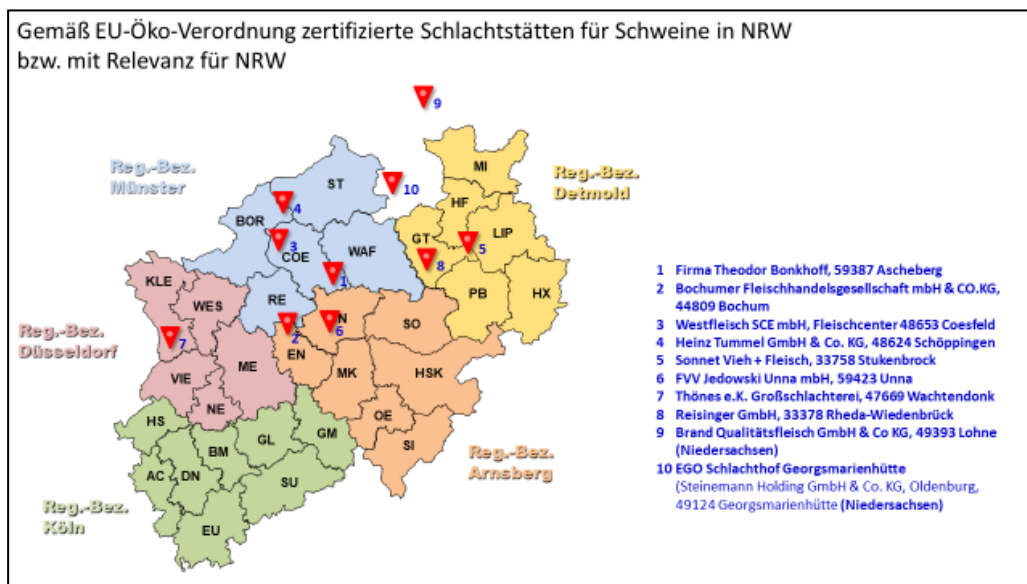 Gemäß EU-Öko-Verordnung zertifizierte Schlachtstätten für Schweine in NRW
bzw. mit Relevanz für NRW
9
Reg.-Bez.
Münster
ST
10
MI
Reg.-Bez.
Detmold
HF
4
BOR
3
COE
WAF
GT
5
LIP
8
1
KLE
WES
RE
PB
HX
Reg.-Bez.
Düsseldorf
7
2
6
N
SO
EN
ME
MK
HSK
VIE
NE
OE
HS
GL
GM
SI
Reg.-Bez.
Arnsberg
BM
AC
DN
SU
Reg.-Bez.
Köln
EU
1 Firma Theodor Bonkhoff, 59387 Ascheberg
2 Bochumer Fleischhandelsgesellschaft mbH & CO.KG,
44809 Bochum
3 Westfleisch SCE mbH, Fleischcenter 48653 Coesfeld
4 Heinz Tummel GmbH & Co. KG, 48624 Schöppingen
5 Sonnet Vieh + Fleisch, 33758 Stukenbrock
6 FVV Jedowski Unna mbH, 59423 Unna
7 Thönes e.K. Großschlachterei, 47669 Wachtendonk
8 Reisinger GmbH, 33378 Rheda-Wiedenbrück
9 Brand Qualitätsfleisch GmbH & Co KG, 49393 Lohne
(Niedersachsen)
10 EGO Schlachthof Georgsmarienhütte
(Steinemann Holding GmbH & Co. KG, Oldenburg,
49124 Georgsmarienhütte (Niedersachsen)